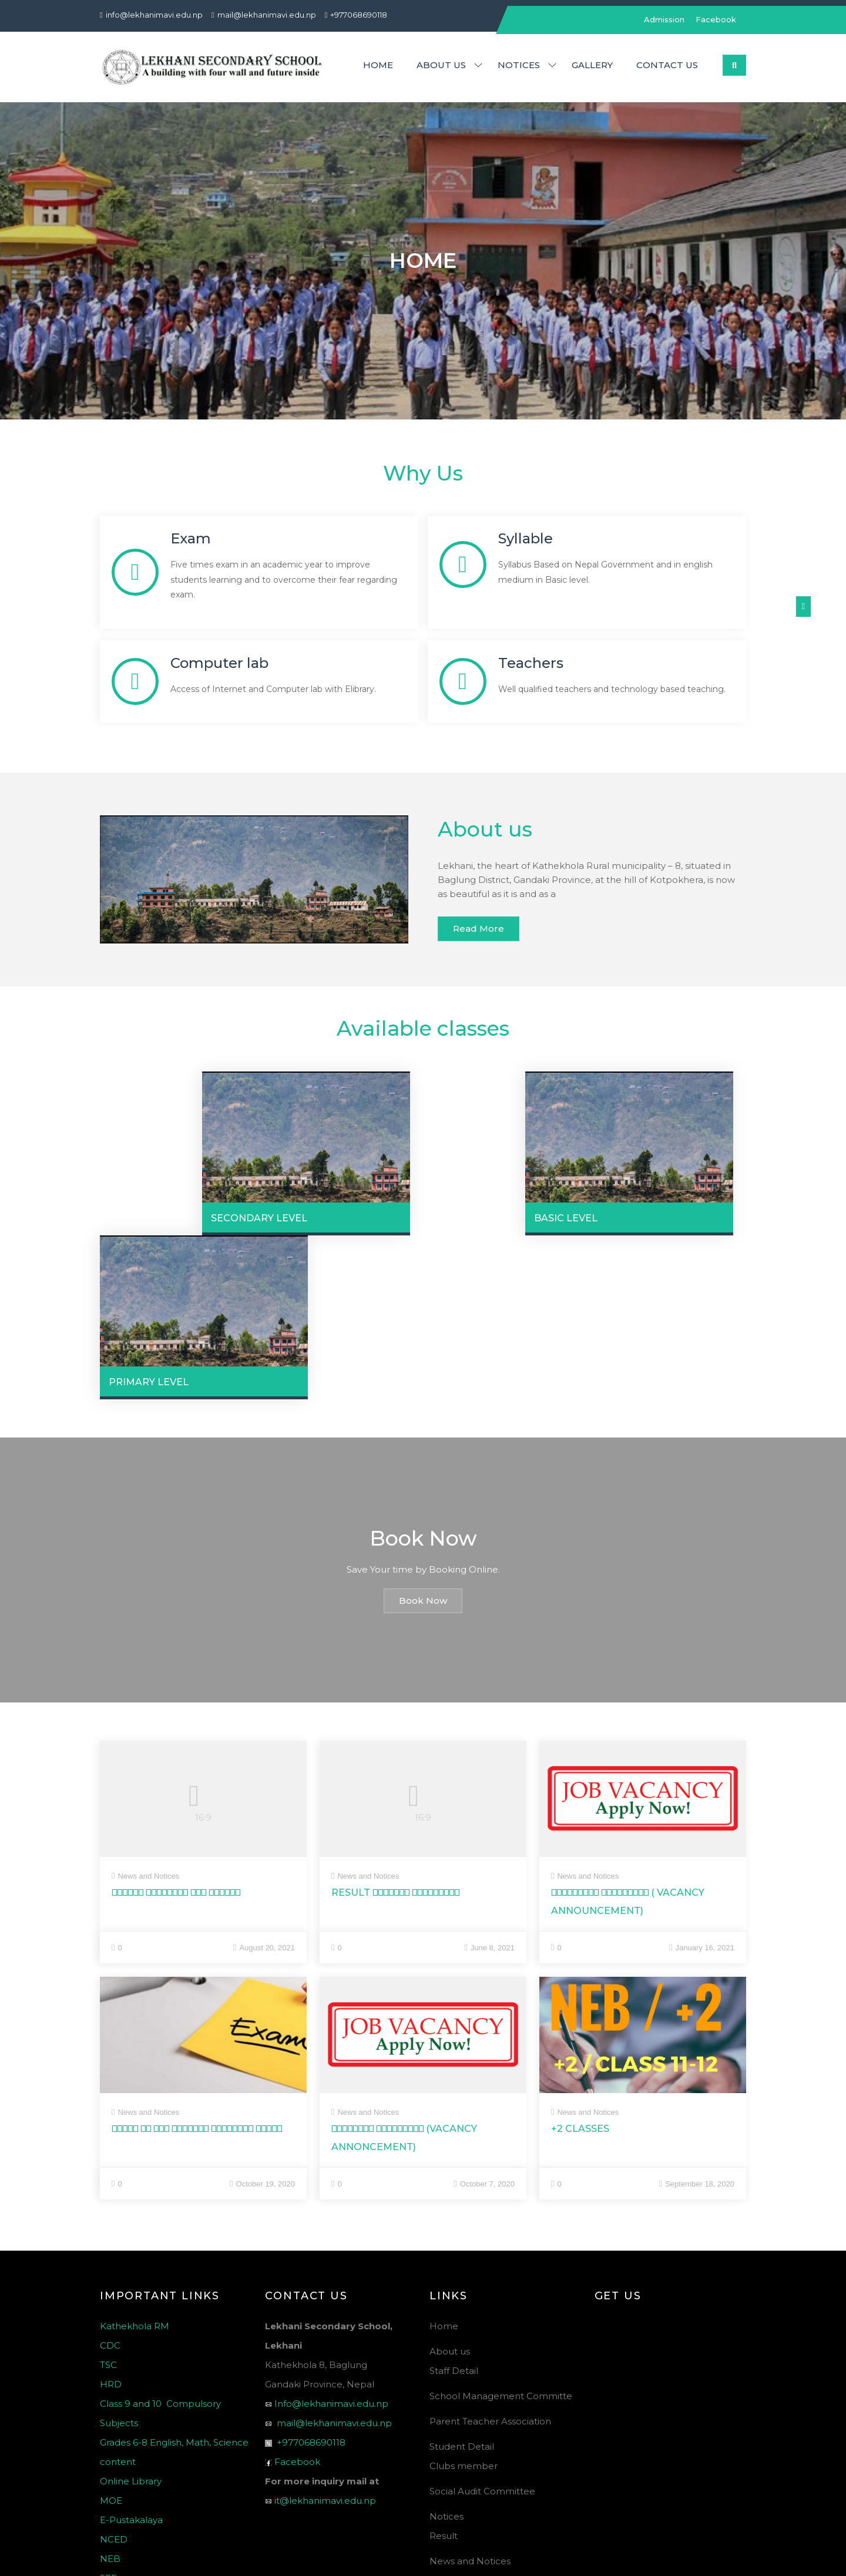 info@lekhanimavi.edu.np mail@lekhanimavi.edu.np +977068690118
Admission Facebook
LEKHANI SECONDARY SCHOOL
A building with four wall and future inside
HOME ABOUT US NOTICES GALLERY CONTACT US
HOME
Why Us
Exam
Five times exam in an academic year to improve
students learning and to overcome their fear regarding
exam.
Syllable
Syllabus Based on Nepal Government and in english
medium in Basic level.
Computer lab
Access of Internet and Computer lab with Elibrary.
Teachers
Well qualified teachers and technology based teaching.
About us
Lekhani, the heart of Kathekhola Rural municipality – 8, situated in
Baglung District, Gandaki Province, at the hill of Kotpokhera, is now
as beautiful as it is and as a
Read More
Available classes
SECONDARY LEVEL
BASIC LEVEL
PRIMARY LEVEL
Book Now
Save Your time by Booking Online.
Book Now
16:9
News and Notices
0 August 20, 2021
16:9
News and Notices
RESULT
0 June 8, 2021
JOB VACANCY
Apply Now!
News and Notices
( VACANCY
ANNOUNCEMENT)
0 January 16, 2021
Exam
News and Notices
0 October 19, 2020
JOB VACANCY
Apply Now!
News and Notices
(VACANCY
ANNONCEMENT)
0 October 7, 2020
NEB / +2
+2 / CLASS 11-12
News and Notices
+2 CLASSES
0 September 18, 2020
IMPORTANT LINKS
Kathekhola RM
CDC
TSC
HRD
Class 9 and 10 Compulsory
Subjects
Grades 6-8 English, Math, Science
content
Online Library
MOE
E-Pustakalaya
NCED
NEB
CONTACT US
Lekhani Secondary School,
Lekhani
Kathekhola 8, Baglung
Gandaki Province, Nepal
Info@lekhanimavi.edu.np
mail@lekhanimavi.edu.np
+977068690118
Facebook
For more inquiry mail at
it@lekhanimavi.edu.np
LINKS
Home
About us
Staff Detail
School Management Committe
Parent Teacher Association
Student Detail
Clubs member
Social Audit Committee
Notices
Result
News and Notices
GET US